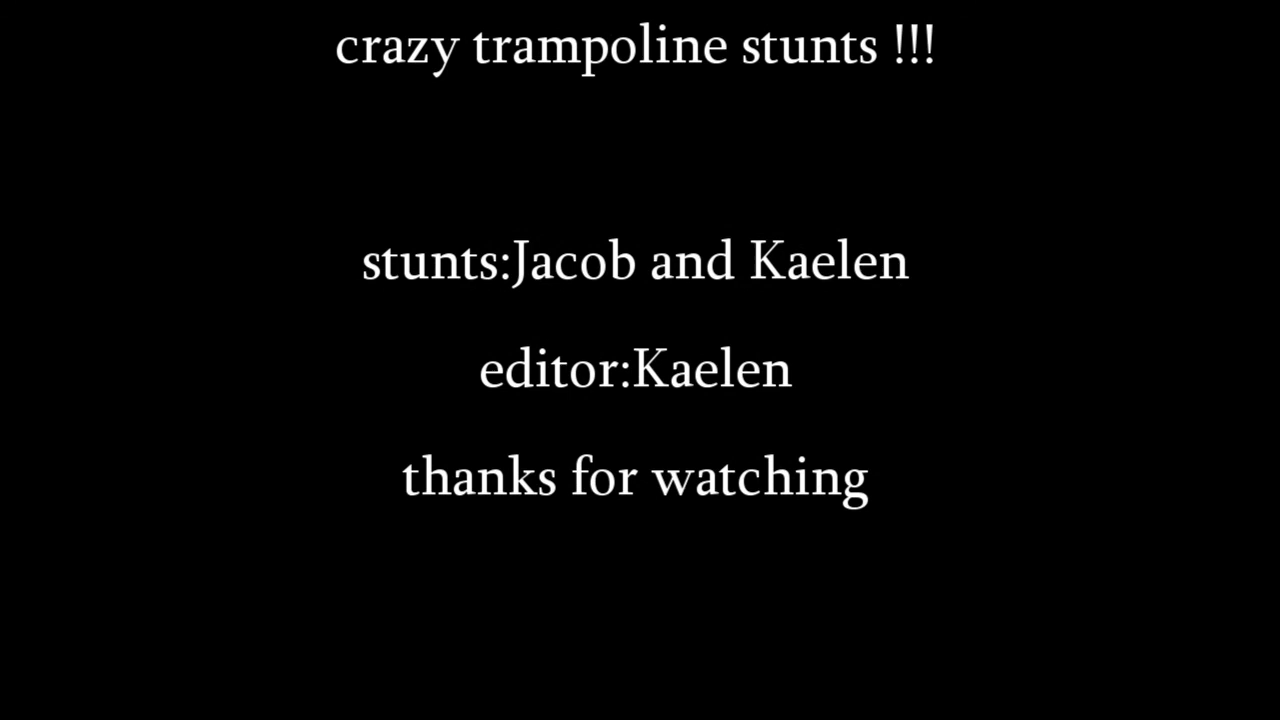 crazy trampoline stunts !!!
stunts:Jacob and Kaelen
editor:Kaelen
thanks for watching